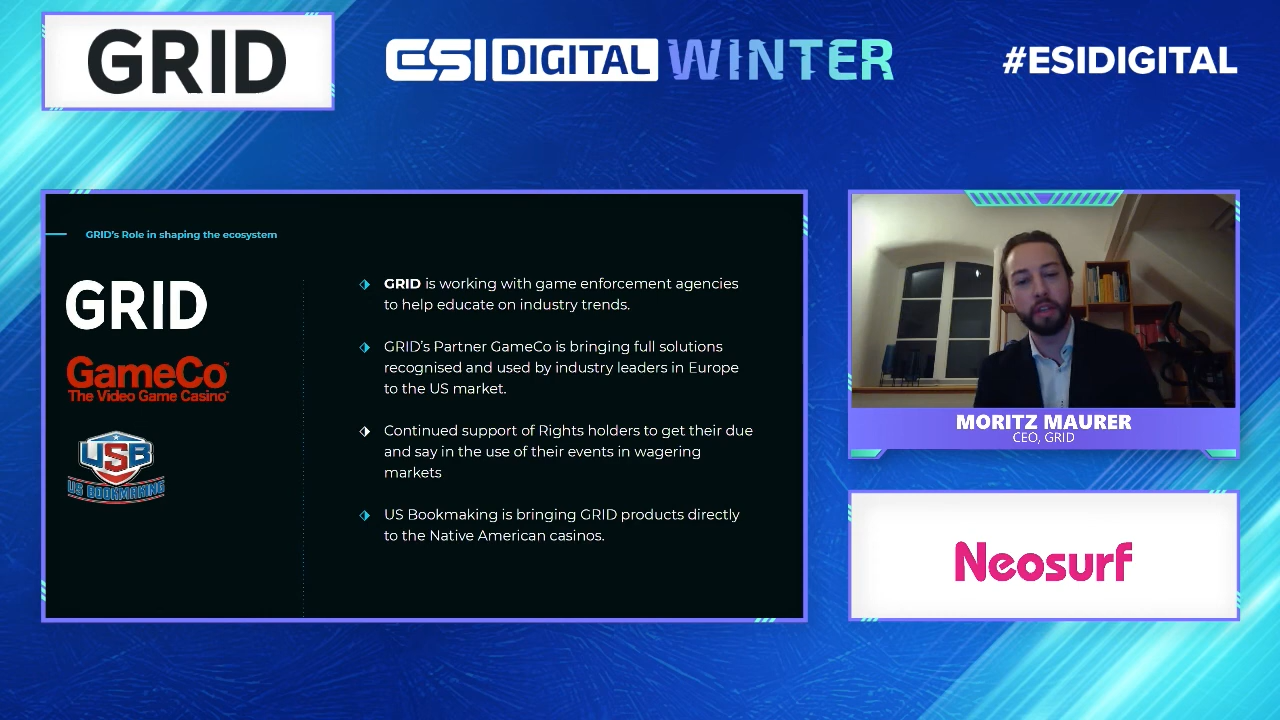 GRID
ESI DIGITAL WINTER
#ESIDIGITAL
GRID's Role in shaping the ecosystem
GRID
GameCo™
The Video Game Casino™
USB
US BOOKMAKING
GRID is working with game enforcement agencies
to help educate on industry trends.
GRID's Partner GameCo is bringing full solutions
recognised and used by industry leaders in Europe
to the US market.
Continued support of Rights holders to get their due
and say in the use of their events in wagering
markets
US Bookmaking is bringing GRID products directly
to the Native American casinos.
MORITZ MAURER
CEO, GRID
Neosurf